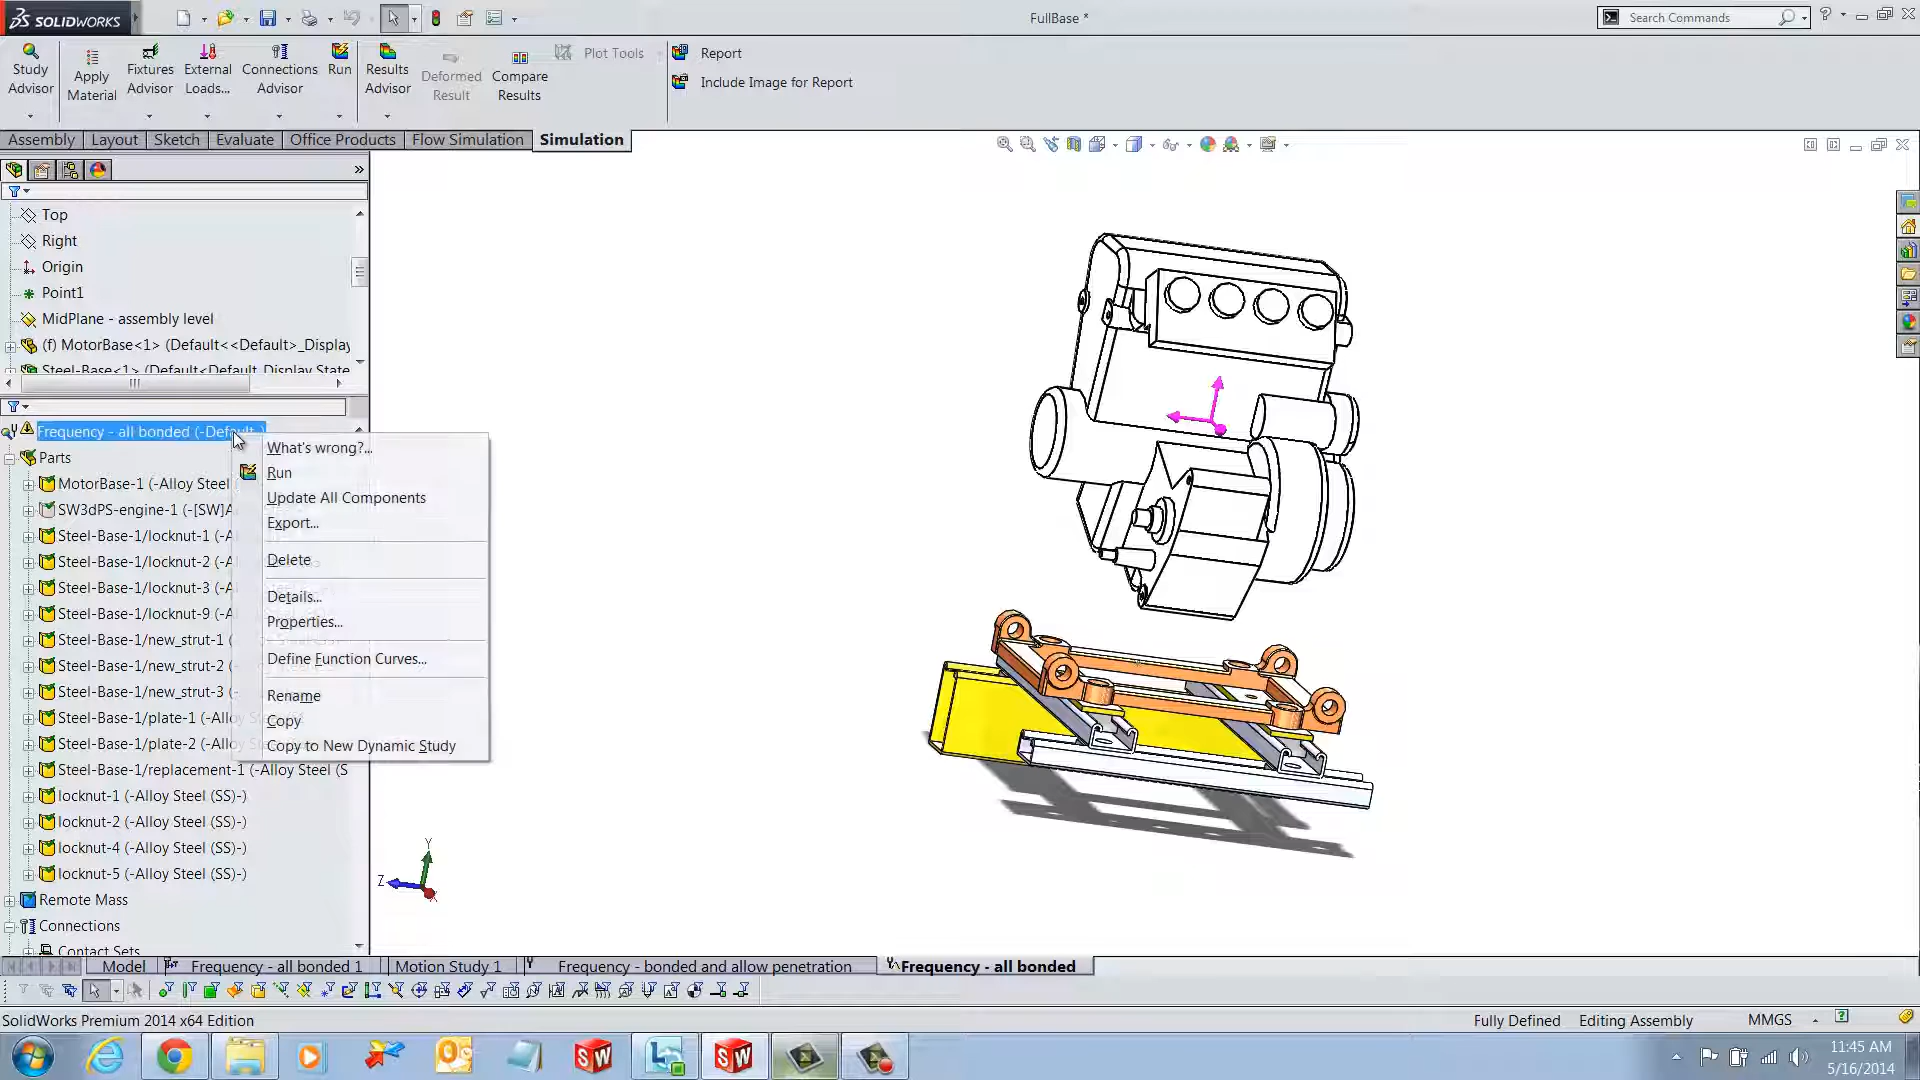 SOLIDWORKS
FullBase *
Search Commands
Study Advisor
Apply Material
Fixtures Advisor
External Loads...
Connections Advisor
Run
Results Advisor
Deformed Result
Compare Results
Plot Tools
Report
Include Image for Report
Assembly
Layout
Sketch
Evaluate
Office Products
Flow Simulation
Simulation
Top
Right
Origin
Point1
MidPlane - assembly level
(f) MotorBase<1> (Default<<Default>_Display
Steel-Base<1> (Default<Default_Display State
Frequency - all bonded (-Default-)
What's wrong?...
Run
Update All Components
Export...
Delete
Details...
Properties...
Define Function Curves...
Rename
Copy
Copy to New Dynamic Study
Parts
MotorBase-1 (-Alloy Steel
SW3dPS-engine-1 (-[SW]A
Steel-Base-1/locknut-1 (-A
Steel-Base-1/locknut-2 (-A
Steel-Base-1/locknut-3 (-A
Steel-Base-1/locknut-9 (-A
Steel-Base-1/new_strut-1 (
Steel-Base-1/new_strut-2 (-
Steel-Base-1/new_strut-3 (-
Steel-Base-1/plate-1 (-Alloy
Steel-Base-1/plate-2 (-Alloy
Steel-Base-1/replacement-1 (-Alloy Steel (S
locknut-1 (-Alloy Steel (SS)-)
locknut-2 (-Alloy Steel (SS)-)
locknut-4 (-Alloy Steel (SS)-)
locknut-5 (-Alloy Steel (SS)-)
Remote Mass
Connections
Contact Sets
Y
Z
X
Model
Frequency - all bonded 1
Motion Study 1
Frequency - bonded and allow penetration
Frequency - all bonded
SolidWorks Premium 2014 x64 Edition
Fully Defined
Editing Assembly
MMGS
11:45 AM
5/16/2014